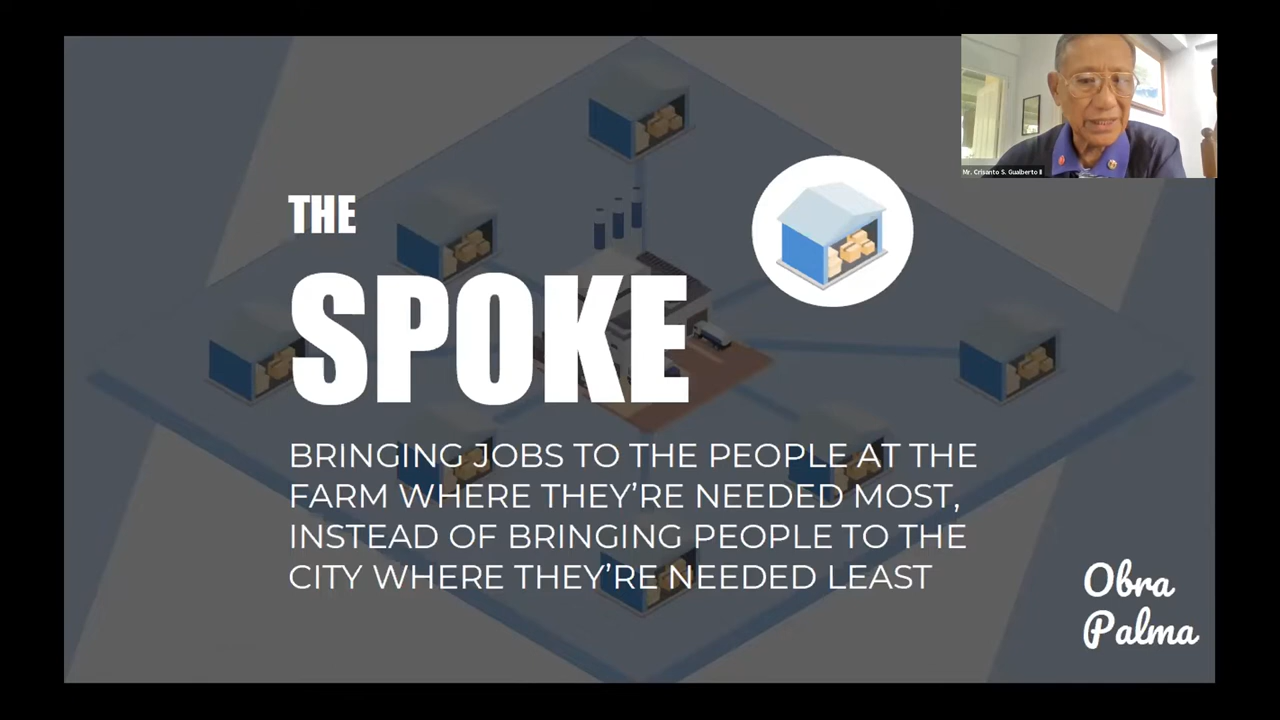 Mr. Crisanto S. Gualberto II
THE
SPOKE
BRINGING JOBS TO THE PEOPLE AT THE
FARM WHERE THEY’RE NEEDED MOST,
INSTEAD OF BRINGING PEOPLE TO THE
CITY WHERE THEY’RE NEEDED LEAST
Obra
Palma